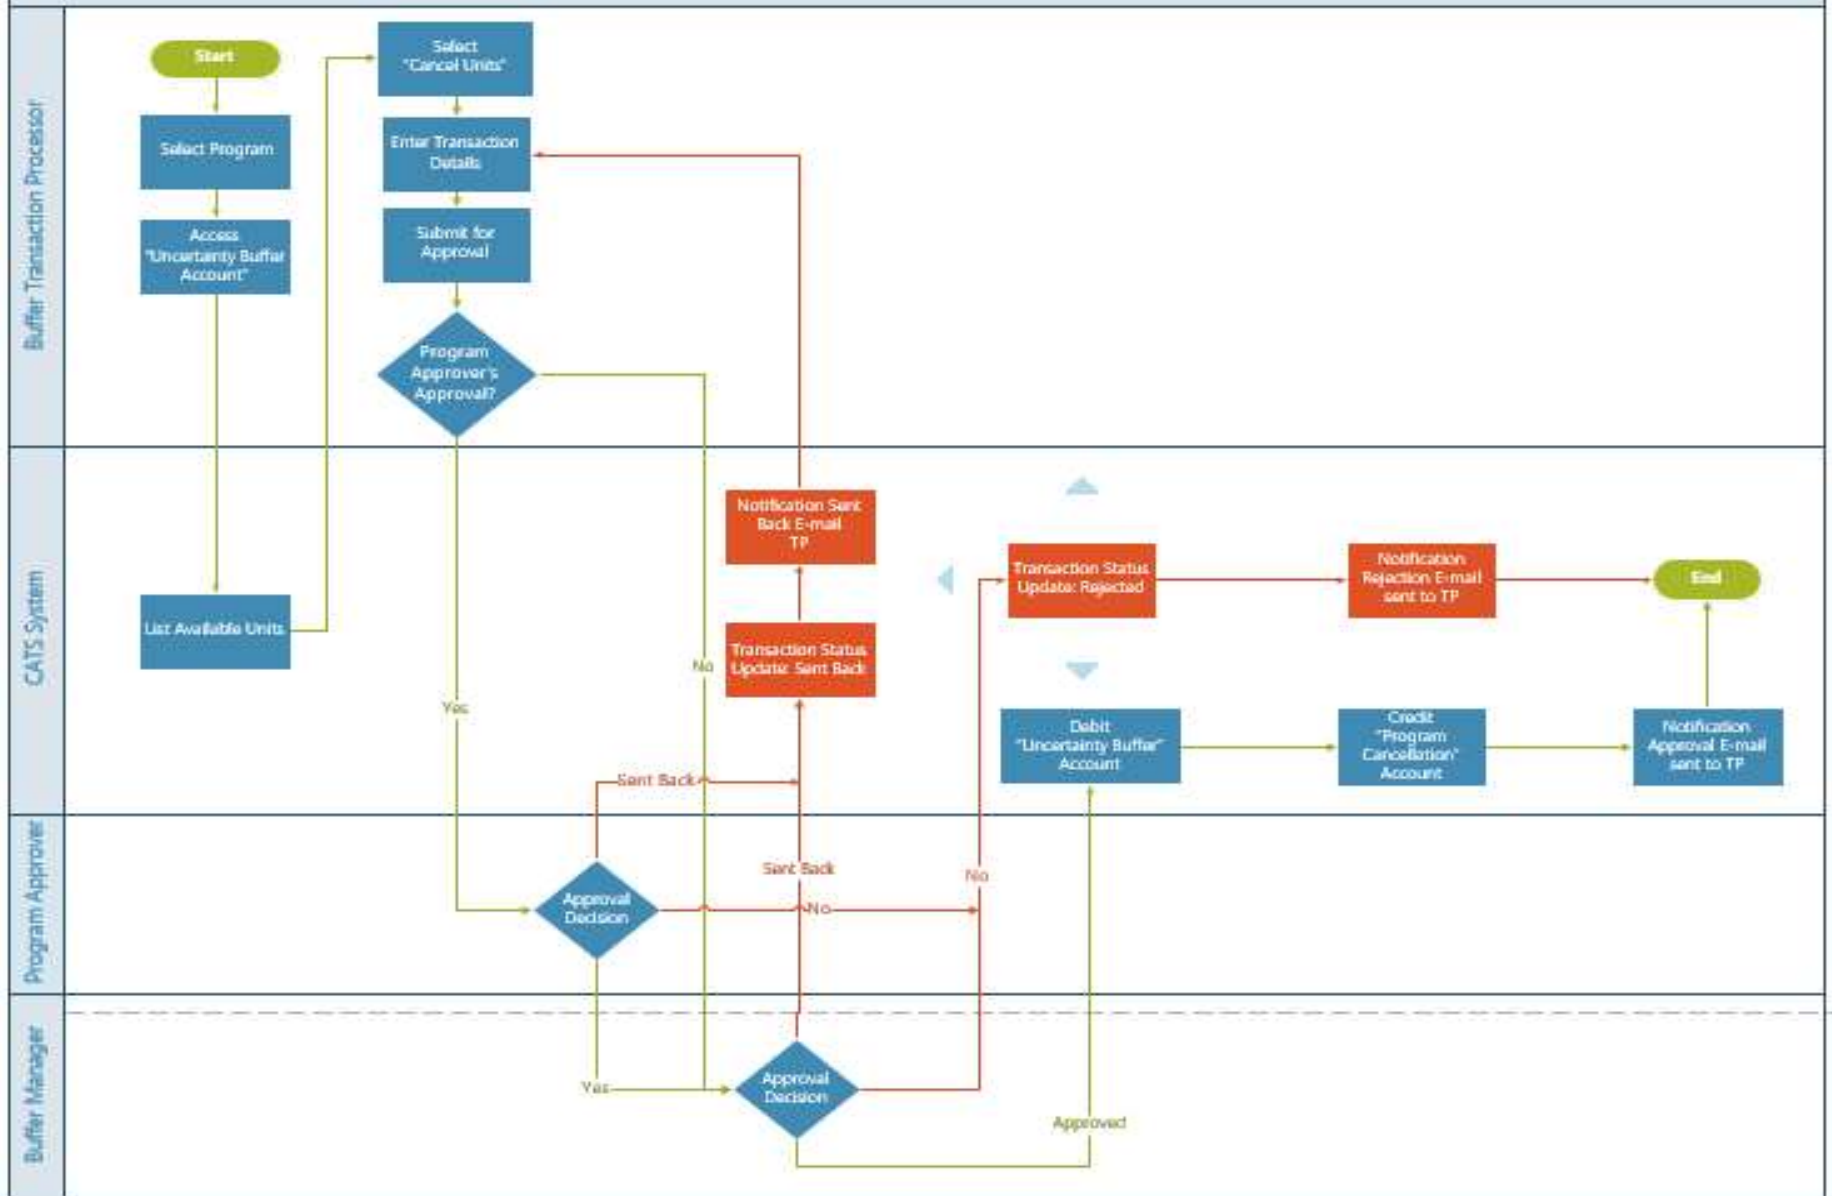 Buffer Transaction Processor
Start
Select Program
Access
"Uncertainty Buffer
Account"
Select
"Cancel Units"
Enter Transaction
Details
Submit for
Approval
Program
Approver's
Approval?
CATS System
List Available Units
Yes
No
Notification Sent
Back E-mail
TP
Transaction Status
Update: Sent Back
Sent Back
Transaction Status
Update: Rejected
Notification
Rejection E-mail
sent to TP
End
Debit
"Uncertainty Buffer"
Account
Credit
"Program
Cancellation"
Account
Notification
Approval E-mail
sent to TP
Program Approver
Approval
Decision
Sent Back
No
No
Buffer Manager
Yes
Approval
Decision
Approved